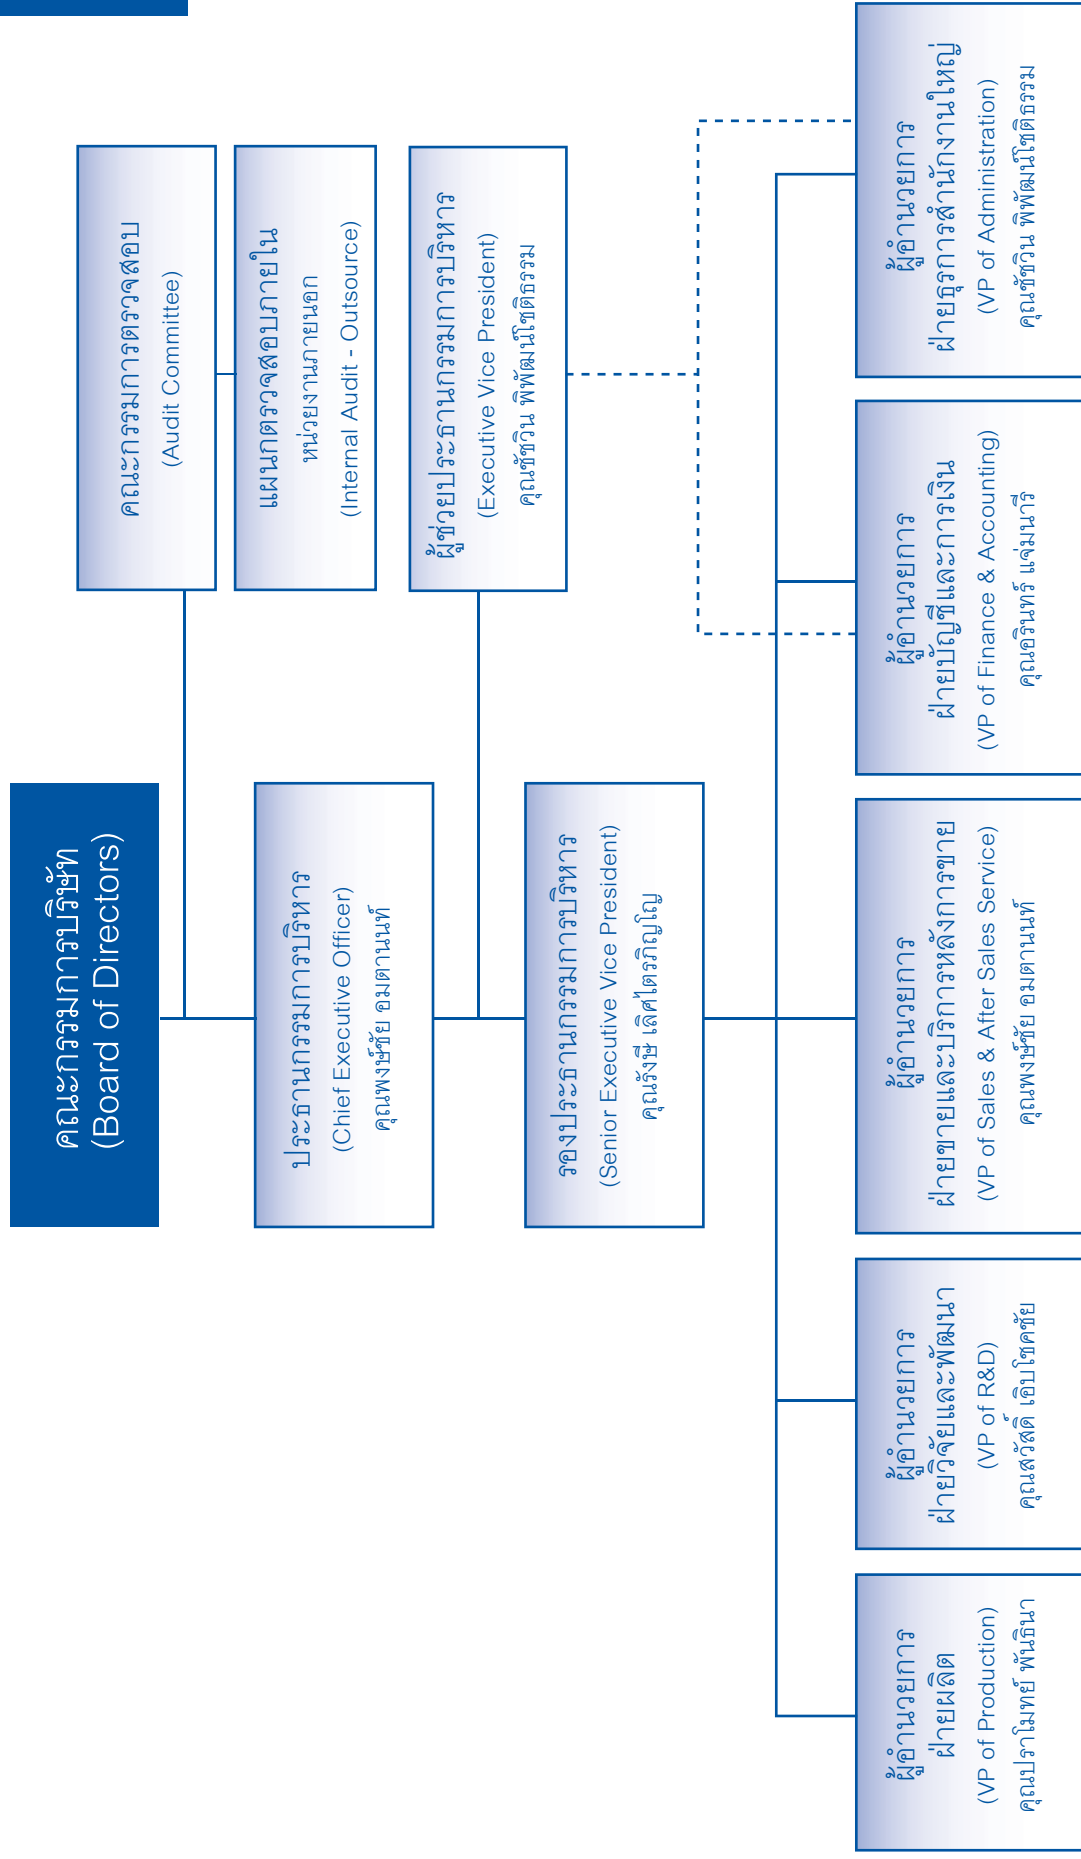 คณะกรรมการบริษัท
(Board of Directors)
คณะกรรมการตรวจสอบ
(Audit Committee)
แผนกตรวจสอบภายใน
หน่วยงานภายนอก
(Internal Audit - Outsource)
ประธานกรรมการบริหาร
(Chief Executive Officer)
คุณพงษ์ชัย อมตานนท์
ผู้ช่วยประธานกรรมการบริหาร
(Executive Vice President)
คุณชัชวิน พิพัฒน์โชติธรรม
รองประธานกรรมการบริหาร
(Senior Executive Vice President)
คุณรังษี เลิศไตรภิญโญ
ผู้อำนวยการ
ฝ่ายผลิต
(VP of Production)
คุณปราโมทย์ พันธินา
ผู้อำนวยการ
ฝ่ายวิจัยและพัฒนา
(VP of R&D)
คุณสวัสดิ์ เอิบโชคชัย
ผู้อำนวยการ
ฝ่ายขายและบริการหลังการขาย
(VP of Sales & After Sales Service)
คุณพงษ์ชัย อมตานนท์
ผู้อำนวยการ
ฝ่ายบัญชีและการเงิน
(VP of Finance & Accounting)
คุณอรินทร์ แจ่มนารี
ผู้อำนวยการ
ฝ่ายธุรการสำนักงานใหญ่
(VP of Administration)
คุณชัชวิน พิพัฒน์โชติธรรม